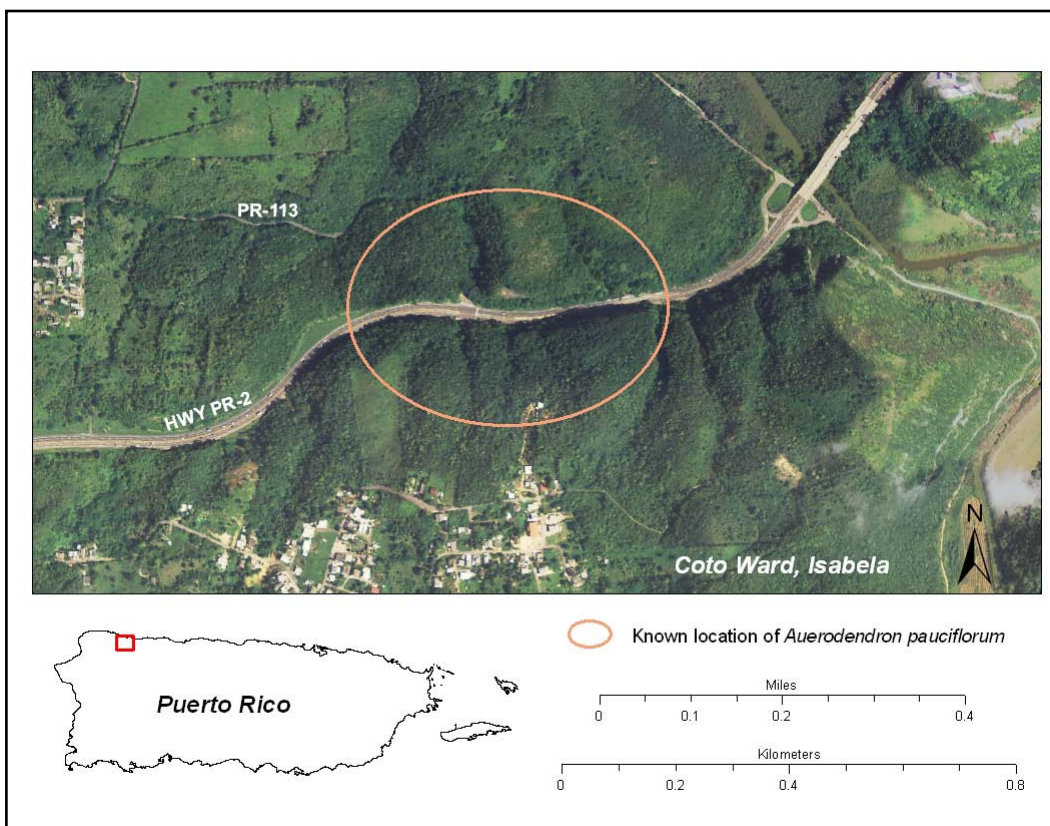 PR-113
HWY PR-2
Coto Ward, Isabela
N
Puerto Rico
Known location of Auerodendron pauciflorum
Miles
0 0.1 0.2 0.4
Kilometers
0 0.2 0.4 0.8